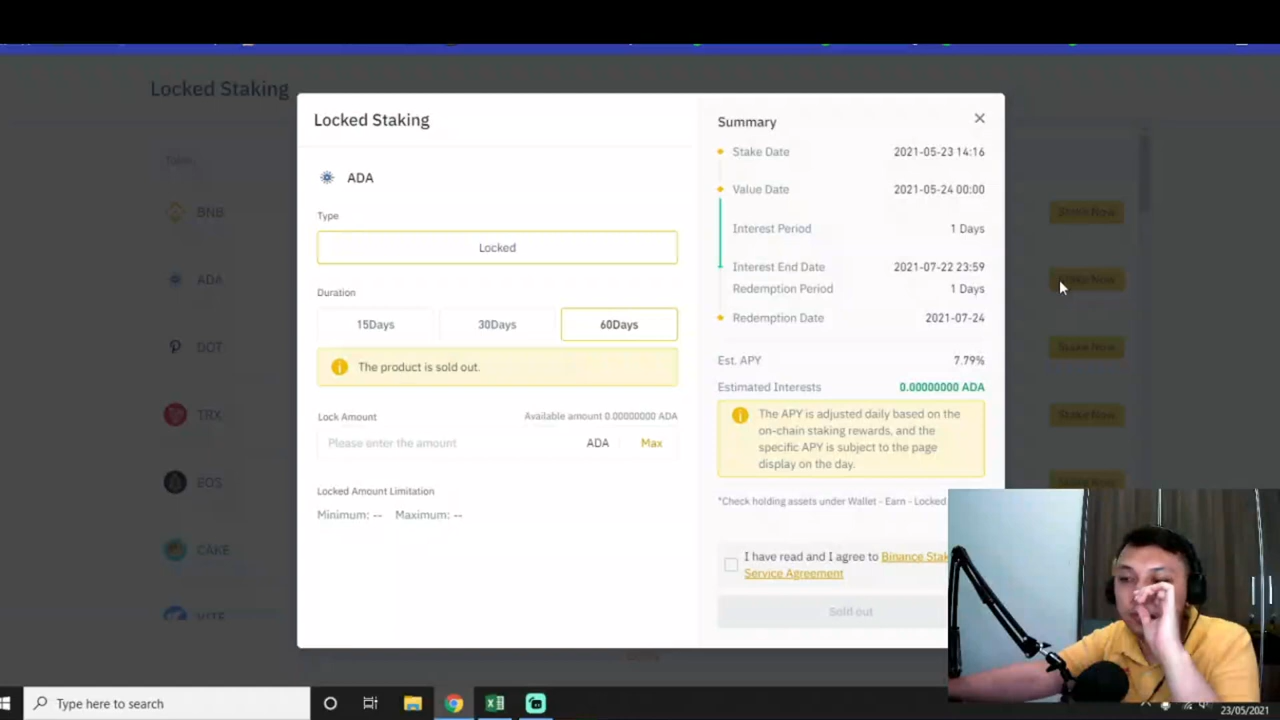 Locked Staking
Locked Staking
Summary
Token
Stake Date 2021-05-23 14:16
ADA
Value Date 2021-05-24 00:00
Type
BNB
Stake Now
Locked
Interest Period 1 Days
Interest End Date 2021-07-22 23:59
ADA
Duration
Redemption Period 1 Days
15Days 30Days 60Days
Redemption Date 2021-07-24
DOT
Stake Now
The product is sold out.
Est. APY 7.79%
Estimated Interests 0.00000000 ADA
TRX
Lock Amount Available amount 0.00000000 ADA
Stake Now
Please enter the amount ADA Max
The APY is adjusted daily based on the
on-chain staking rewards, and the
specific APY is subject to the page
display on the day.
EOS
Locked Amount Limitation
*Check holding assets under Wallet - Earn - Locked
Minimum: -- Maximum: --
CAKE
I have read and I agree to Binance
Service Agreement
Sold out
Type here to search
23/05/2021